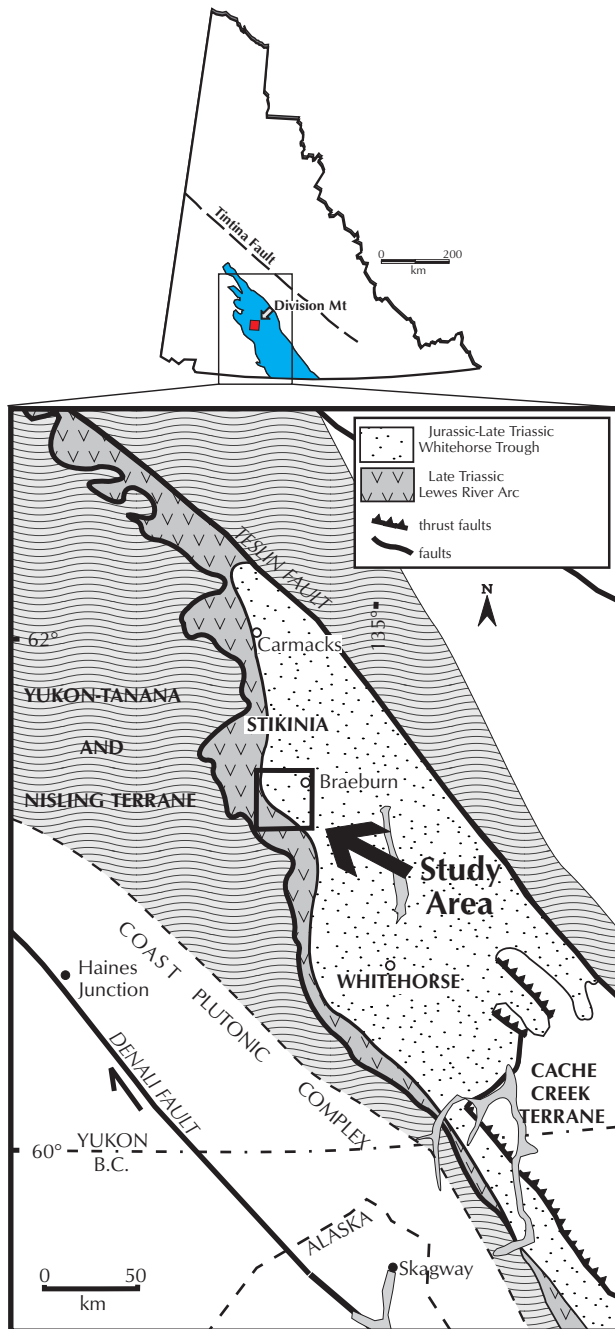 Tintina Fault
0 200
km
Division Mt
Jurassic-Late Triassic
Whitehorse Trough
Late Triassic
Lewes River Arc
thrust faults
faults
TESLIN FAULT
N
135°
62°
Carmacks
YUKON-TANANA
AND
NISLING TERRANE
STIKINIA
Braeburn
Study
Area
COAST PLUTONIC COMPLEX
Haines
Junction
WHITEHORSE
DENALI FAULT
CACHE
CREEK
TERRANE
60°
YUKON
B.C.
ALASKA
Skagway
0 50
km